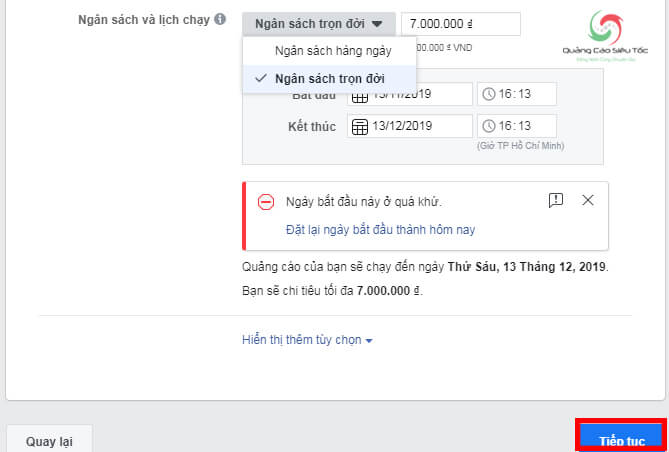 Ngân sách và lịch chạy
Ngân sách trọn đời
7.000.000 ₫
Ngân sách hàng ngày
00.000 ₫ VND
Ngân sách trọn đời
Quảng Cáo Siêu Tốc
Bắt đầu
13/11/2019
16:13
Kết thúc
13/12/2019
16:13
(Giờ TP Hồ Chí Minh)
Ngày bắt đầu này ở quá khứ.
Đặt lại ngày bắt đầu thành hôm nay
Quảng cáo của bạn sẽ chạy đến ngày Thứ Sáu, 13 Tháng 12, 2019.
Bạn sẽ chi tiêu tối đa 7.000.000 ₫.
Hiển thị thêm tùy chọn
Quay lại
Tiếp tục